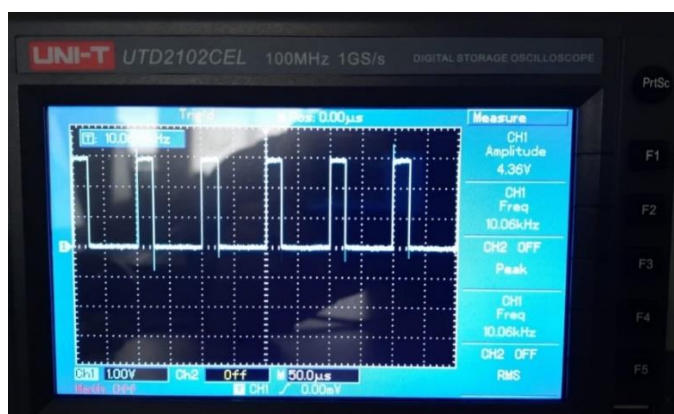 UNI-T UTD2102CEL 100MHz 1GS/s DIGITAL STORAGE OSCILLOSCOPE
PrtSc
Trig'd M Pos: 0.00μs Measure
CH1
Amplitude
4.36V
F1
CH1
Freq
10.06kHz
F2
CH2 OFF
Peak
F3
CH1
Freq
10.06kHz
F4
CH2 OFF
RMS
F5
Ch1 1.00V Ch2 Off M 50.0μs
CH1 0.00mV